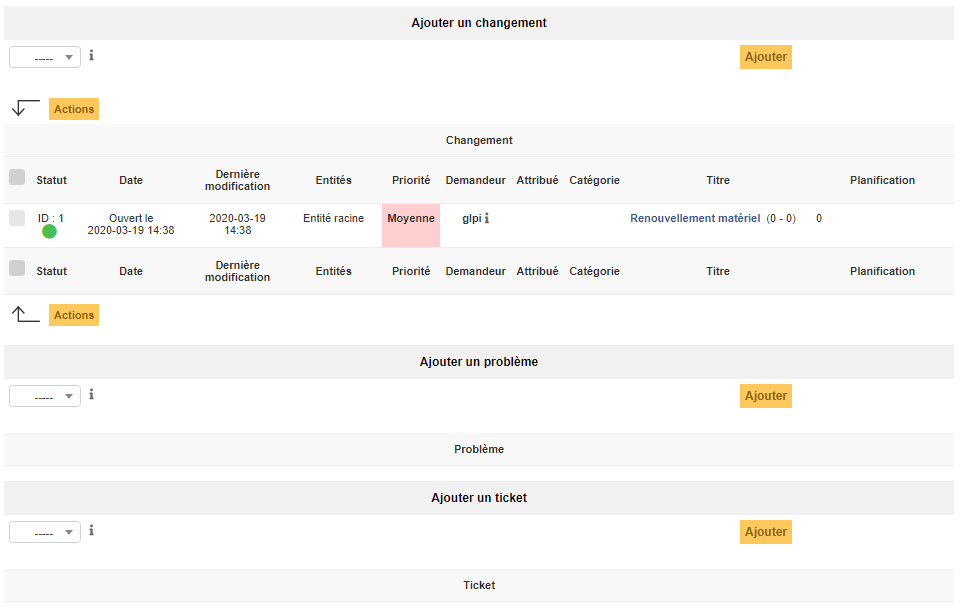 Ajouter un changement
----- Ajouter
Actions
Changement
Statut Date Dernière modification Entités Priorité Demandeur Attribué Catégorie Titre Planification
ID : 1 Ouvert le 2020-03-19 14:38 2020-03-19 14:38 Entité racine Moyenne glpi Renouvellement matériel (0 - 0) 0
Statut Date Dernière modification Entités Priorité Demandeur Attribué Catégorie Titre Planification
Actions
Ajouter un problème
----- Ajouter
Problème
Ajouter un ticket
----- Ajouter
Ticket